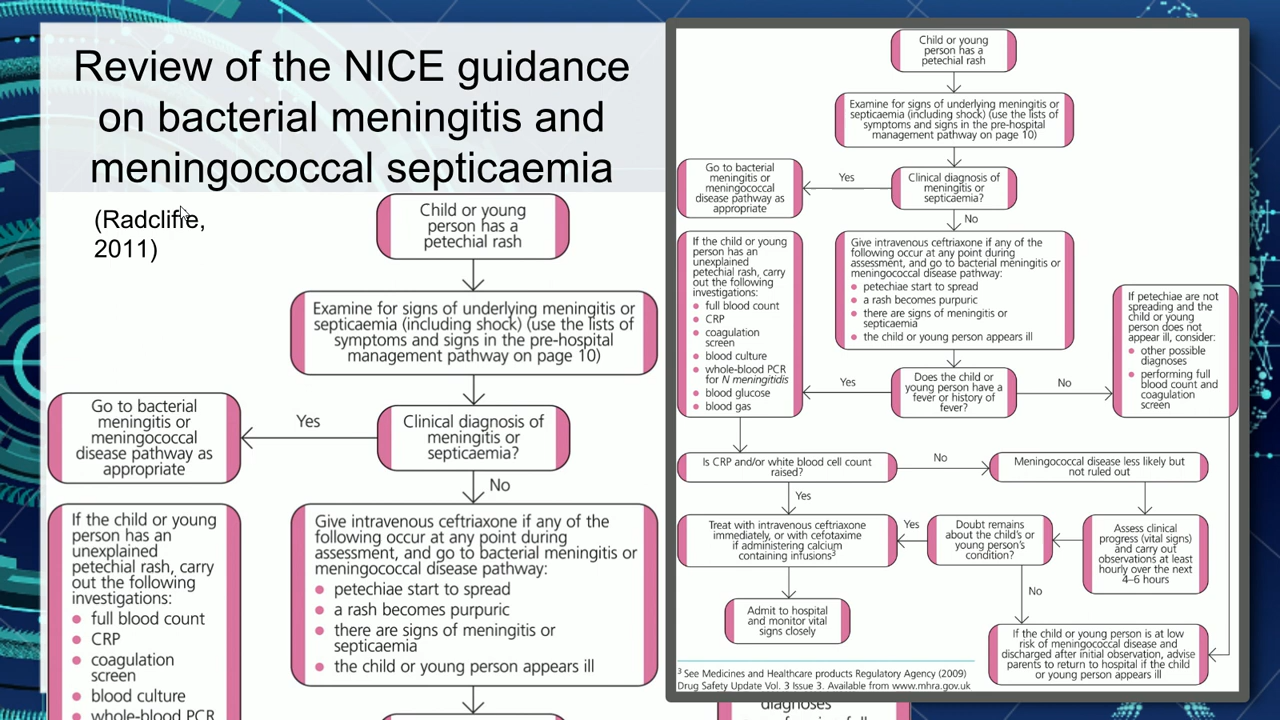 Review of the NICE guidance
on bacterial meningitis and
meningococcal septicaemia
(Radcliffe,
2011)
Child or young
person has a
petechial rash
Examine for signs of underlying meningitis or
septicaemia (including shock) (use the lists of
symptoms and signs in the pre-hospital
management pathway on page 10)
Go to bacterial
meningitis or
meningococcal
disease pathway as
appropriate
Yes
Clinical diagnosis of
meningitis or
septicaemia?
No
If the child or young
person has an
unexplained
petechial rash, carry
out the following
investigations:
• full blood count
• CRP
• coagulation
screen
• blood culture
• whole-blood PCR
Give intravenous ceftriaxone if any of the
following occur at any point during
assessment, and go to bacterial meningitis or
meningococcal disease pathway:
• petechiae start to spread
• a rash becomes purpuric
• there are signs of meningitis or
septicaemia
• the child or young person appears ill
diagnoses
Child or young
person has a
petechial rash
Examine for signs of underlying meningitis or
septicaemia (including shock) (use the lists of
symptoms and signs in the pre-hospital
management pathway on page 10)
Go to bacterial
meningitis or
meningococcal
disease pathway as
appropriate
Yes
Clinical diagnosis of
meningitis or
septicaemia?
No
If the child or young
person has an
unexplained
petechial rash, carry
out the following
investigations:
• full blood count
• CRP
• coagulation
screen
• blood culture
• whole-blood PCR
for N meningitidis
• blood glucose
• blood gas
Give intravenous ceftriaxone if any of the
following occur at any point during
assessment, and go to bacterial meningitis or
meningococcal disease pathway:
• petechiae start to spread
• a rash becomes purpuric
• there are signs of meningitis or
septicaemia
• the child or young person appears ill
If petechiae are not
spreading and the
child or young
person does not
appear ill, consider:
• other possible
diagnoses
• performing full
blood count and
coagulation
screen
Yes
Does the child or
young person have a
fever or history of
fever?
No
Is CRP and/or white blood cell count
raised?
No
Meningococcal disease less likely but
not ruled out
Yes
Treat with intravenous ceftriaxone
immediately, or with cefotaxime
if administering calcium
containing infusions³
Yes
Doubt remains
about the child's or
young person's
condition?
Assess clinical
progress (vital signs)
and carry out
observations at least
hourly over the next
4–6 hours
No
Admit to hospital
and monitor vital
signs closely
If the child or young person is at low
risk of meningococcal disease and
discharged after initial observation, advise
parents to return to hospital if the child
or young person appears ill
³ See Medicines and Healthcare products Regulatory Agency (2009)
Drug Safety Update Vol. 3 Issue 3. Available from www.mhra.gov.uk